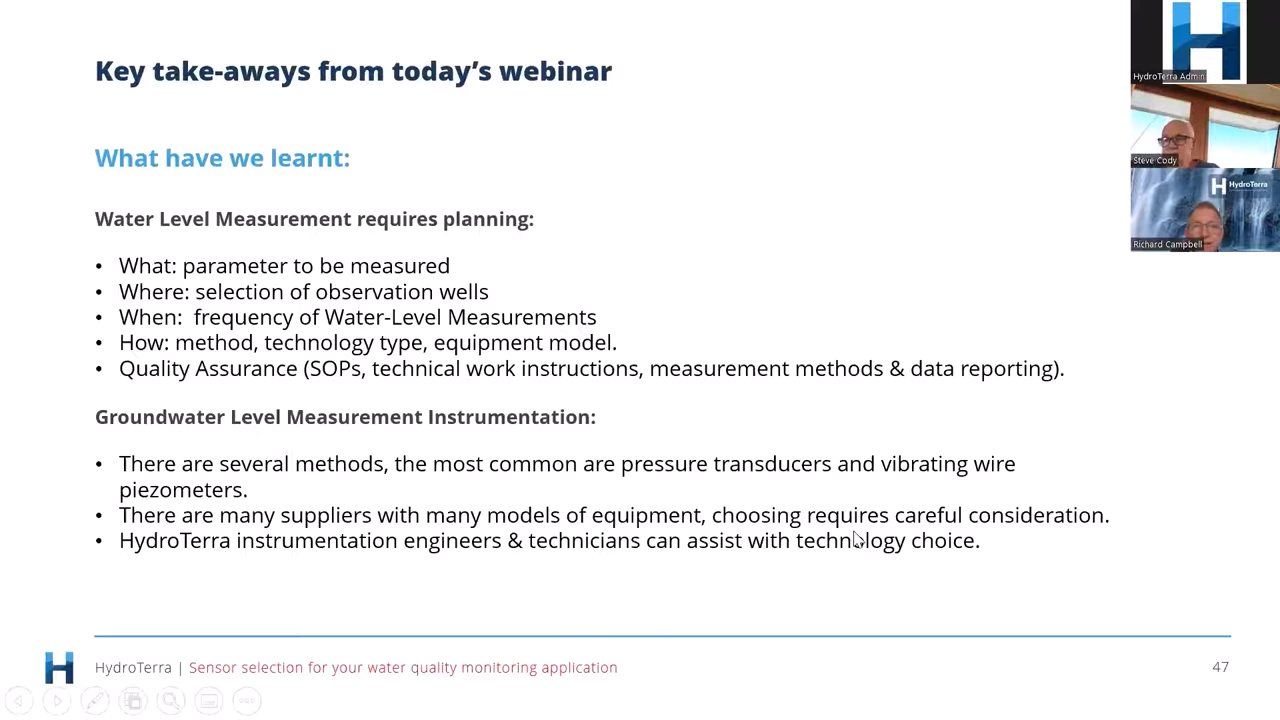 Key take-aways from today's webinar
What have we learnt:
Water Level Measurement requires planning:
• What: parameter to be measured
• Where: selection of observation wells
• When:  frequency of Water-Level Measurements
• How: method, technology type, equipment model.
• Quality Assurance (SOPs, technical work instructions, measurement methods & data reporting).
Groundwater Level Measurement Instrumentation:
• There are several methods, the most common are pressure transducers and vibrating wire
piezometers.
• There are many suppliers with many models of equipment, choosing requires careful consideration.
• HydroTerra instrumentation engineers & technicians can assist with technology choice.
HydroTerra | Sensor selection for your water quality monitoring application
47
HydroTerra Admin
Steve Cody
HydroTerra
Richard Campbell